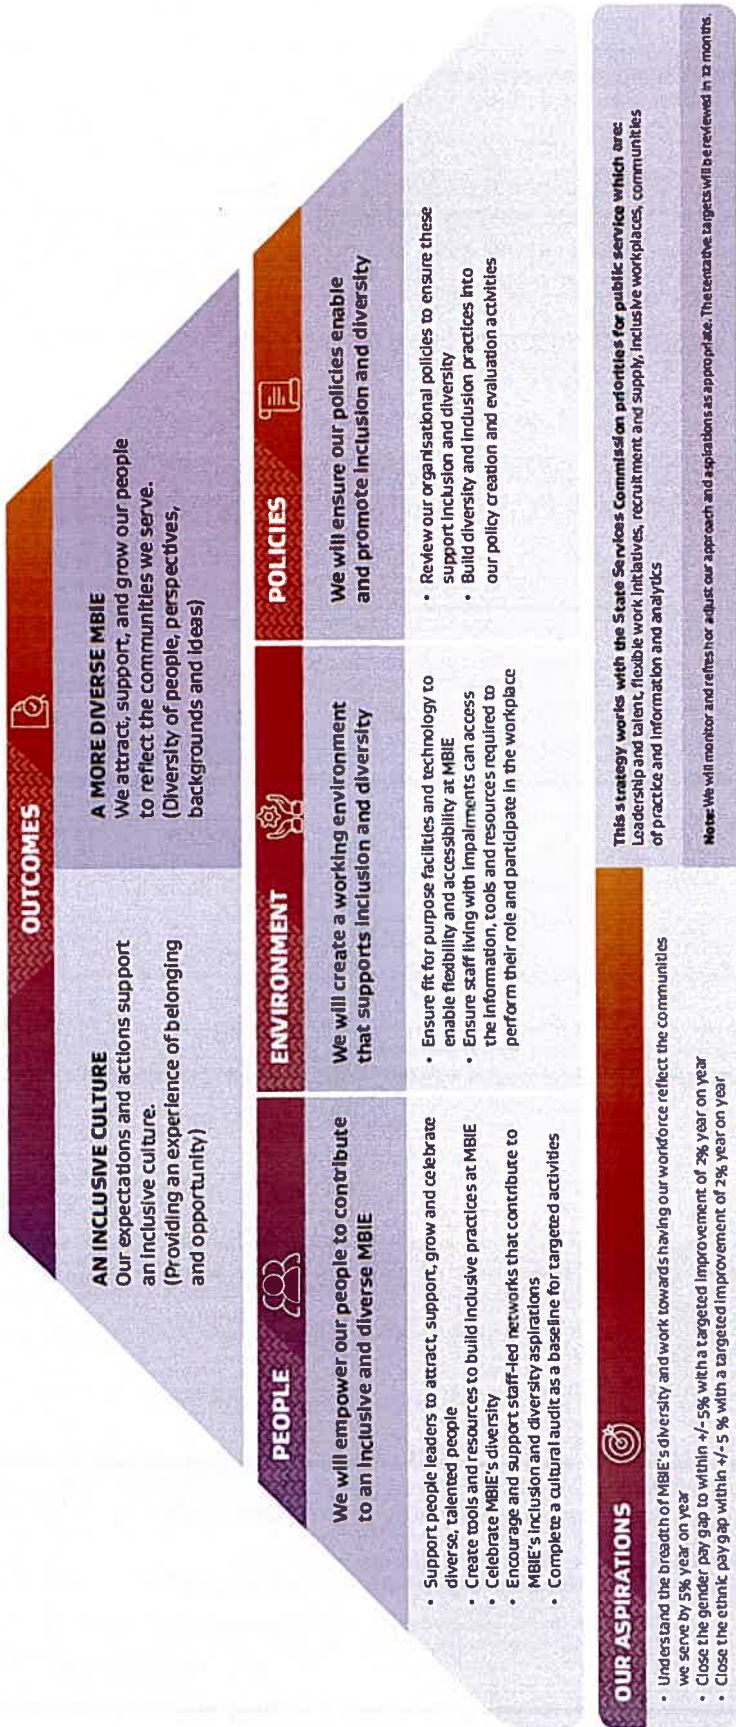 OUTCOMES
AN INCLUSIVE CULTURE
Our expectations and actions support
an inclusive culture.
(Providing an experience of belonging
and opportunity)
A MORE DIVERSE MBIE
We attract, support, and grow our people
to reflect the communities we serve.
(Diversity of people, perspectives,
backgrounds and ideas)
PEOPLE
We will empower our people to contribute
to an inclusive and diverse MBIE
• Support people leaders to attract, support, grow and celebrate
diverse, talented people
• Create tools and resources to build inclusive practices at MBIE
• Celebrate MBIE's diversity
• Encourage and support staff-led networks that contribute to
MBIE's inclusion and diversity aspirations
• Complete a cultural audit as a baseline for targeted activities
ENVIRONMENT
We will create a working environment
that supports inclusion and diversity
• Ensure fit for purpose facilities and technology to
enable flexibility and accessibility at MBIE
• Ensure staff living with impairments can access
the information, tools and resources required to
perform their role and participate in the workplace
POLICIES
We will ensure our policies enable
and promote inclusion and diversity
• Review our organisational policies to ensure these
support inclusion and diversity
• Build diversity and inclusion practices into
our policy creation and evaluation activities
OUR ASPIRATIONS
• Understand the breadth of MBIE's diversity and work towards having our workforce reflect the communities
we serve by 5% year on year
• Close the gender pay gap to within +/-5% with a targeted improvement of 2% year on year
• Close the ethnic pay gap within +/- 5 % with a targeted improvement of 2% year on year
This strategy works with the State Services Commission priorities for public service which are:
Leadership and talent, flexible work initiatives, recruitment and supply, inclusive workplaces, communities
of practice and information and analytics
Note: We will monitor and refresh or adjust our approach and aspirations as appropriate. The tentative targets will be reviewed in 12 months.